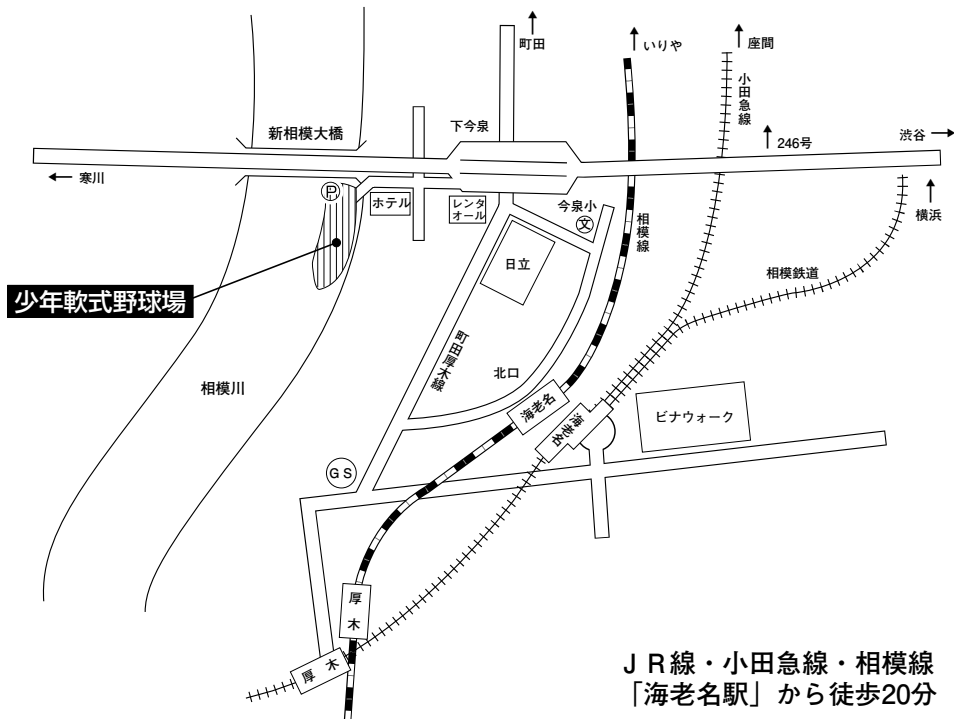 町田
いりや
座間
小田急線
新相模大橋
下今泉
246号
渋谷
寒川
P
ホテル
レンタ
オール
今泉小
文
相模線
横浜
日立
相模鉄道
少年軟式野球場
町田厚木線
北口
相模川
海老名
海老名
ビナウォーク
GS
厚木
厚木
JR線・小田急線・相模線
「海老名駅」から徒歩20分